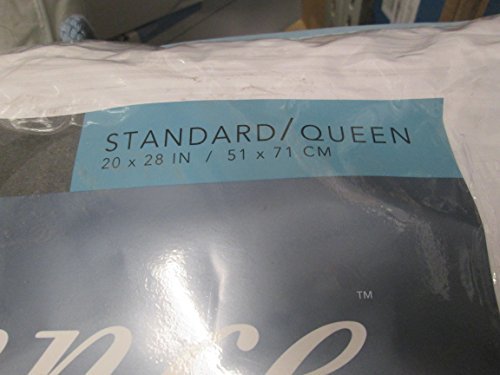 STANDARD/QUEEN
20 x 28 IN / 51 x 71 CM
TM